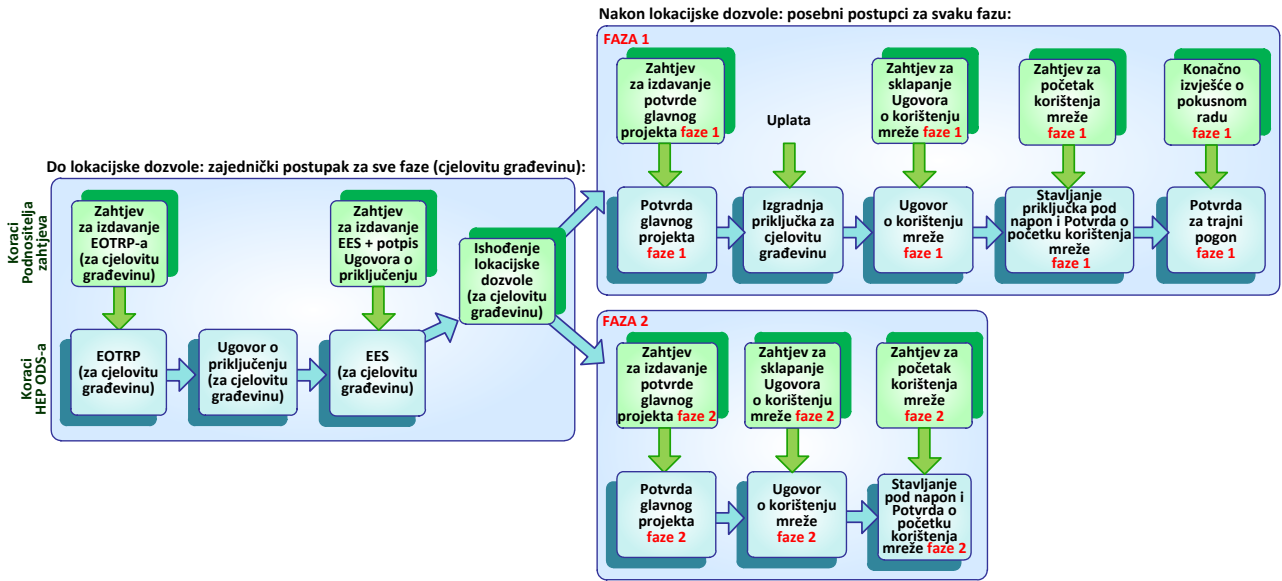 Nakon lokacijske dozvole: posebni postupci za svaku fazu:
FAZA 1
Zahtjev
za izdavanje
potvrde
glavnog
projekta faze 1
Uplata
Zahtjev za
sklapanje
Ugovora
o korištenju
mreže faze 1
Zahtjev za
početak
korištenja
mreže
faze 1
Konačno
izvješće o
pokusnom
radu
faze 1
Potvrda
glavnog
projekta
faze 1
Izgradnja
priključka za
cjelovitu
građevinu
Ugovor
o korištenju
mreže
faze 1
Stavljanje
priključka pod
napon i Potvrda o
početku korištenja
mreže
faze 1
Potvrda
za trajni
pogon
faze 1
Do lokacijske dozvole: zajednički postupak za sve faze (cjelovitu građevinu):
Koraci
Podnositelja
zahtjeva
Zahtjev
za izdavanje
EOTRP-a
(za cjelovitu
građevinu)
Zahtjev
za izdavanje
EES + potpis
Ugovora o
priključenju
Ishođenje
lokacijske
dozvole
(za cjelovitu
građevinu)
Koraci
HEP ODS-a
EOTRP
(za cjelovitu
građevinu)
Ugovor o
priključenju
(za cjelovitu
građevinu)
EES
(za cjelovitu
građevinu)
FAZA 2
Zahtjev
za izdavanje
potvrde
glavnog
projekta faze 2
Zahtjev za
sklapanje
Ugovora
o korištenju
mreže faze 2
Zahtjev za
početak
korištenja
mreže
faze 2
Potvrda
glavnog
projekta
faze 2
Ugovor
o korištenju
mreže
faze 2
Stavljanje
pod napon i
Potvrda o
početku
korištenja
mreže faze 2